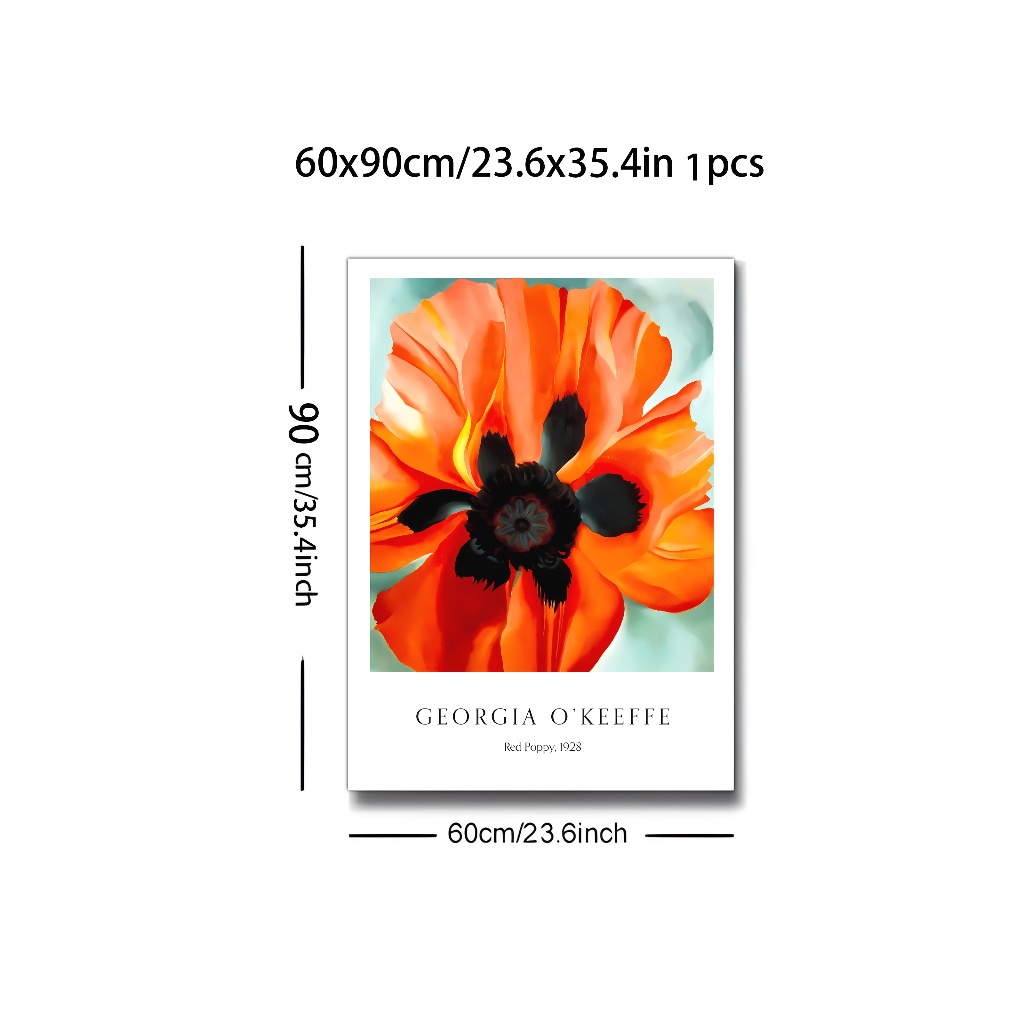 60x90cm/23.6x35.4in 1pcs
90 cm/35.4inch
GEORGIA O'KEEFFE
Red Poppy, 1928
60cm/23.6inch